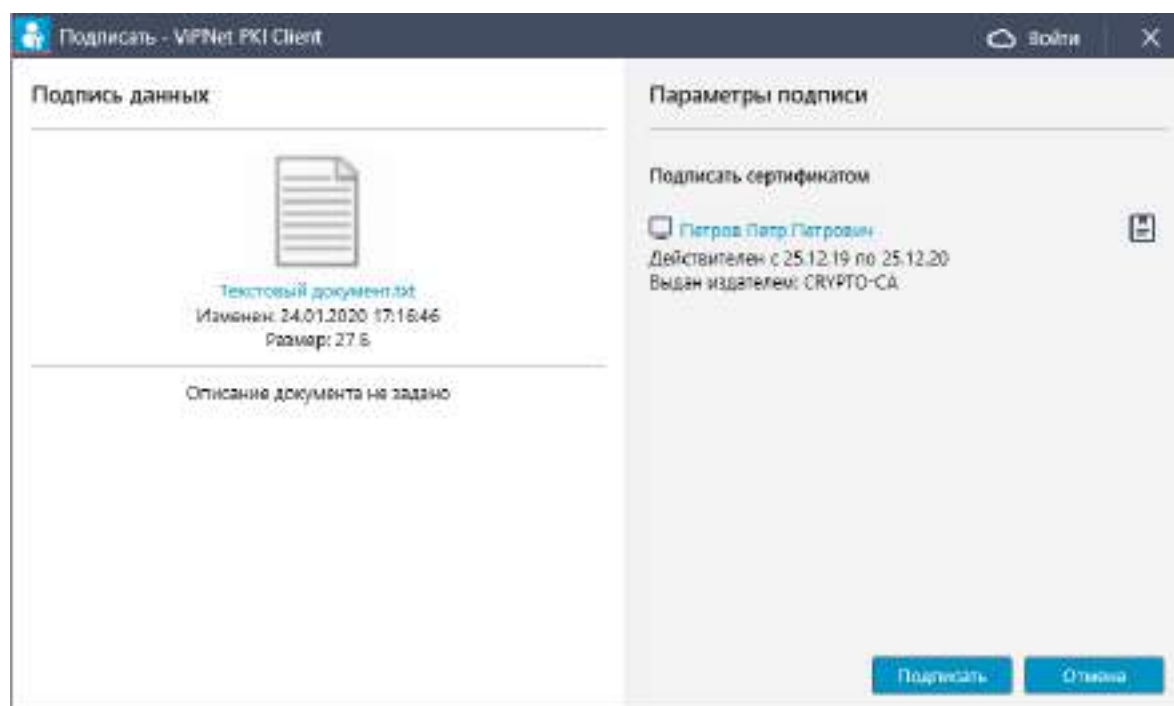 Подписать - ViPNet PKI Client
Войти
Подпись данных
Текстовый документ.txt
Изменен: 24.01.2020 17:16:46
Размер: 27 Б
Описание документа не задано
Параметры подписи
Подписать сертификатом
Петров Петр Петрович
Действителен с 25.12.19 по 25.12.20
Выдан издателем: CRYPTO-CA
Подписать
Отмена